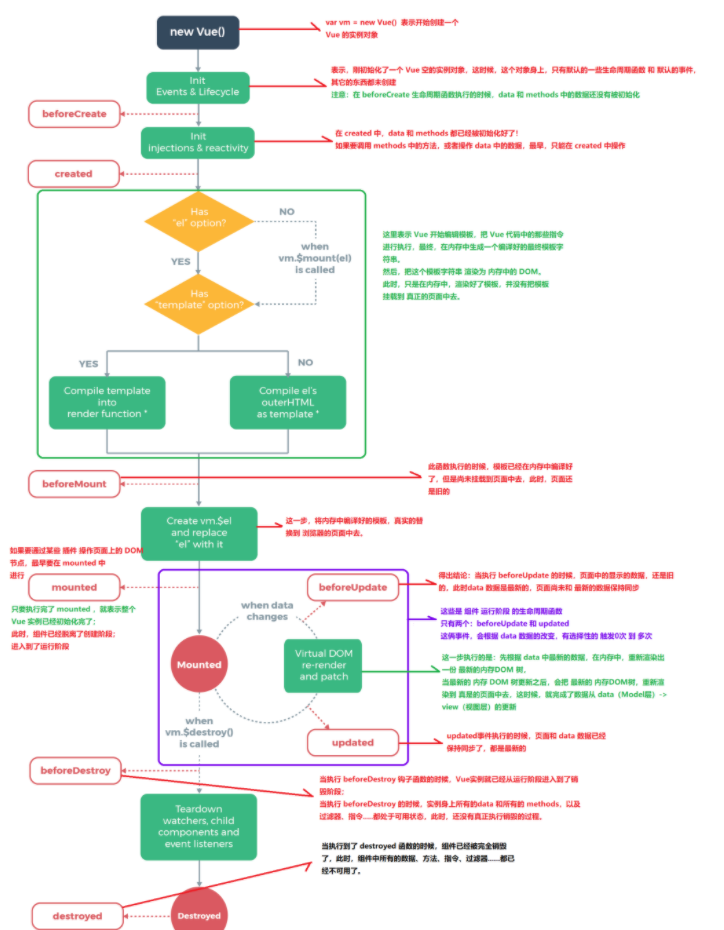 new Vue()
var vm = new Vue() 表示开始创建一个
Vue 的实例对象
Init
Events & Lifecycle
表示，刚初始化了一个 Vue 空的实例对象，这时候，这个对象身上，只有默认的一些生命周期函数 和 默认的事件，
其它的东西都未创建
注意：在 beforeCreate 生命周期函数执行的时候，data 和 methods 中的数据还没有被初始化
beforeCreate
Init
injections & reactivity
在 created 中，data 和 methods 都已经被初始化好了！
如果要调用 methods 中的方法，或者操作 data 中的数据，最早，只能在 created 中操作
created
Has
"el" option?
NO
when
vm.$mount(el)
is called
YES
Has
"template" option?
这里表示 Vue 开始编辑模板，把 Vue 代码中的那些指令
进行执行，最终，在内存中生成一个编译好的最终模板字
符串。
然后，把这个模板字符串 渲染为 内存中的 DOM。
此时，只是在内存中，渲染好了模板，并没有把模板
挂载到 真正的页面中去。
YES
NO
Compile template
into
render function *
Compile el's
outerHTML
as template *
beforeMount
此函数执行的时候，模板已经在内存中编译好
了，但是尚未挂载到页面中去，此时，页面还
是旧的
Create vm.$el
and replace
"el" with it
这一步，将内存中编译好的模板，真实的替
换到 浏览器的页面中去。
如果要通过某些 插件 操作页面上的 DOM
节点，最早要在 mounted 中
进行
mounted
只要执行完了 mounted ，就表示整个
Vue 实例已经初始化完了；
此时，组件已经脱离了创建阶段；
进入到了运行阶段
beforeUpdate
得出结论：当执行 beforeUpdate 的时候，页面中的显示的数据，还是旧
的，此时data 数据是最新的，页面尚未和 最新的数据保持同步
when data
changes
这些是 组件 运行阶段 的生命周期函数
只有两个：beforeUpdate 和 updated
这俩事件，会根据 data 数据的改变，有选择性的 触发0次 到 多次
Mounted
Virtual DOM
re-render
and patch
这一步执行的是：先根据 data 中最新的数据，在内存中，重新渲染出
一份 最新的内存DOM 树，
当最新的 内存 DOM 树更新之后，会把 最新的 内存DOM树，重新渲
染到 真是的页面中去，这时候，就完成了数据从 data（Model层）->
view（视图层）的更新
when
vm.$destroy()
is called
updated
updated事件执行的时候，页面和 data 数据已经
保持同步了，都是最新的
beforeDestroy
当执行 beforeDestroy 钩子函数的时候，Vue实例就已经从运行阶段进入到了销
毁阶段；
当执行 beforeDestroy 的时候，实例身上所有的data 和所有的 methods，以及
过滤器，指令.....都处于可用状态，此时，还没有真正执行销毁的过程。
Teardown
watchers, child
components and
event listeners
当执行到了 destroyed 函数的时候，组件已经被完全销毁
了，此时，组件中所有的数据、方法、指令、过滤器......都已
经不可用了。
destroyed
Destroyed